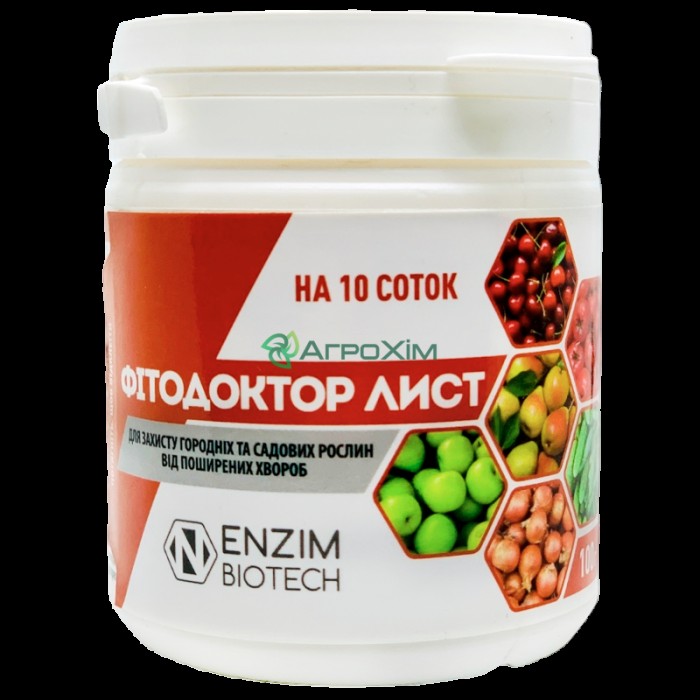 НА 10 СОТОК
АгроХім
ФІТОДОКТОР ЛИСТ
ДЛЯ ЗАХИСТУ ГОРОДНІХ ТА САДОВИХ РОСЛИН
ВІД ПОШИРЕНИХ ХВОРОБ
N ENZIM
BIOTECH